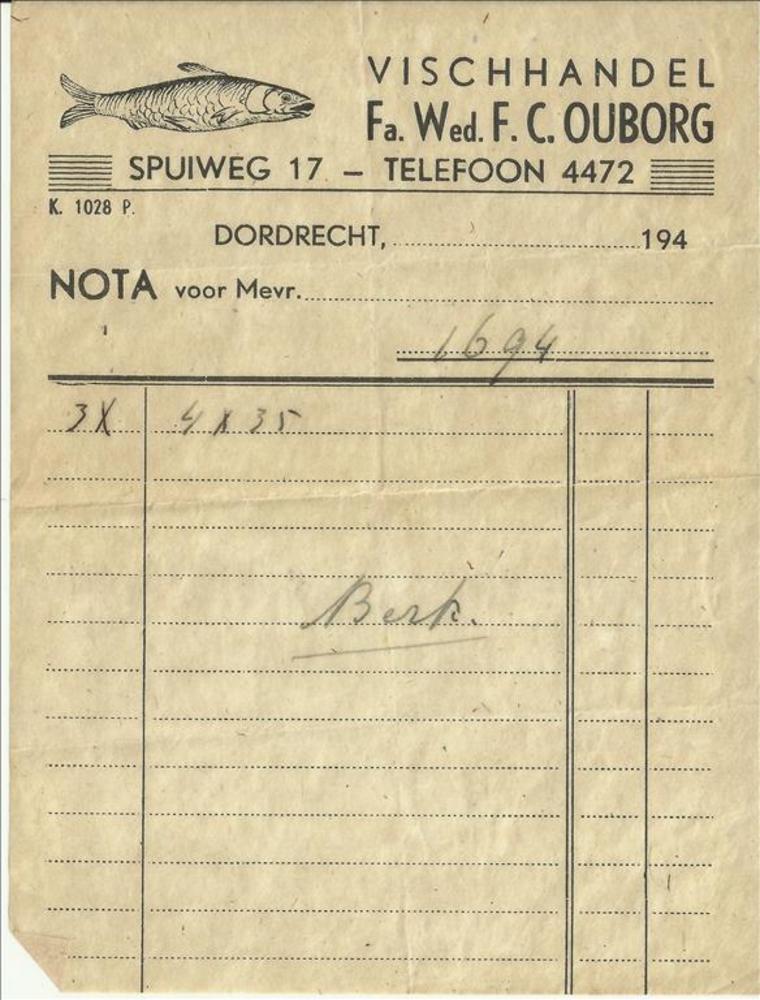 VISCHHANDEL
Fa. Wed. F. C. OUBORG
SPUIWEG 17 – TELEFOON 4472
K. 1028 P.
DORDRECHT, 194
NOTA voor Mevr.
1694
3X 4 x 35
Berk.